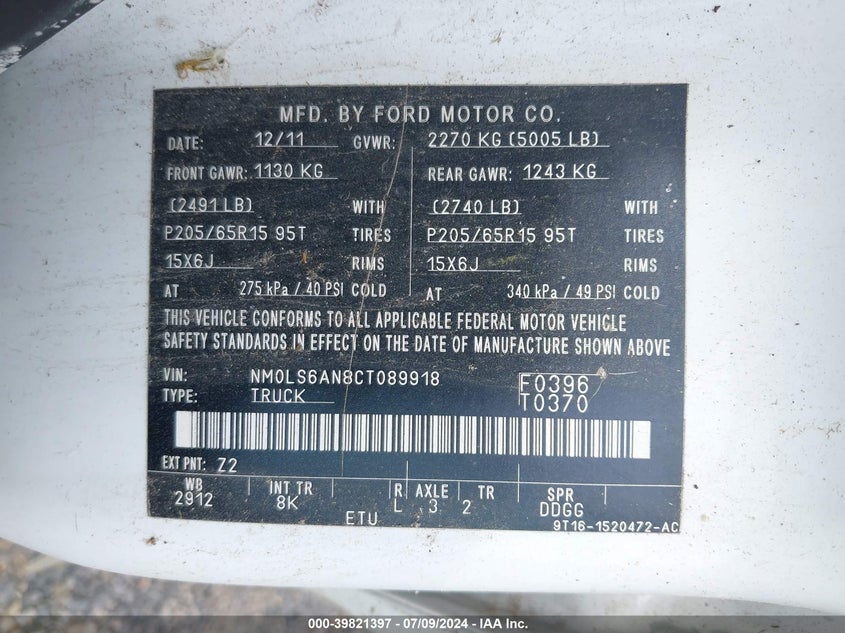 MFD. BY FORD MOTOR CO.
DATE: 12/11 GVWR: 2270 KG (5005 LB)
FRONT GAWR: 1130 KG REAR GAWR: 1243 KG
(2491 LB) WITH (2740 LB) WITH
P205/65R15 95T TIRES P205/65R15 95T TIRES
15X6J RIMS 15X6J RIMS
AT 275 kPa / 40 PSI COLD AT 340 kPa / 49 PSI COLD
THIS VEHICLE CONFORMS TO ALL APPLICABLE FEDERAL MOTOR VEHICLE
SAFETY STANDARDS IN EFFECT ON THE DATE OF MANUFACTURE SHOWN ABOVE
VIN: NM0LS6AN8CT089918 F0396
TYPE: TRUCK T0370
EXT PNT: Z2
WB INT TR R AXLE TR SPR
2912 8K L 3 2 DDGG
ETU 9T16-1520472-AC
000-39821397 - 07/09/2024 - IAA Inc.